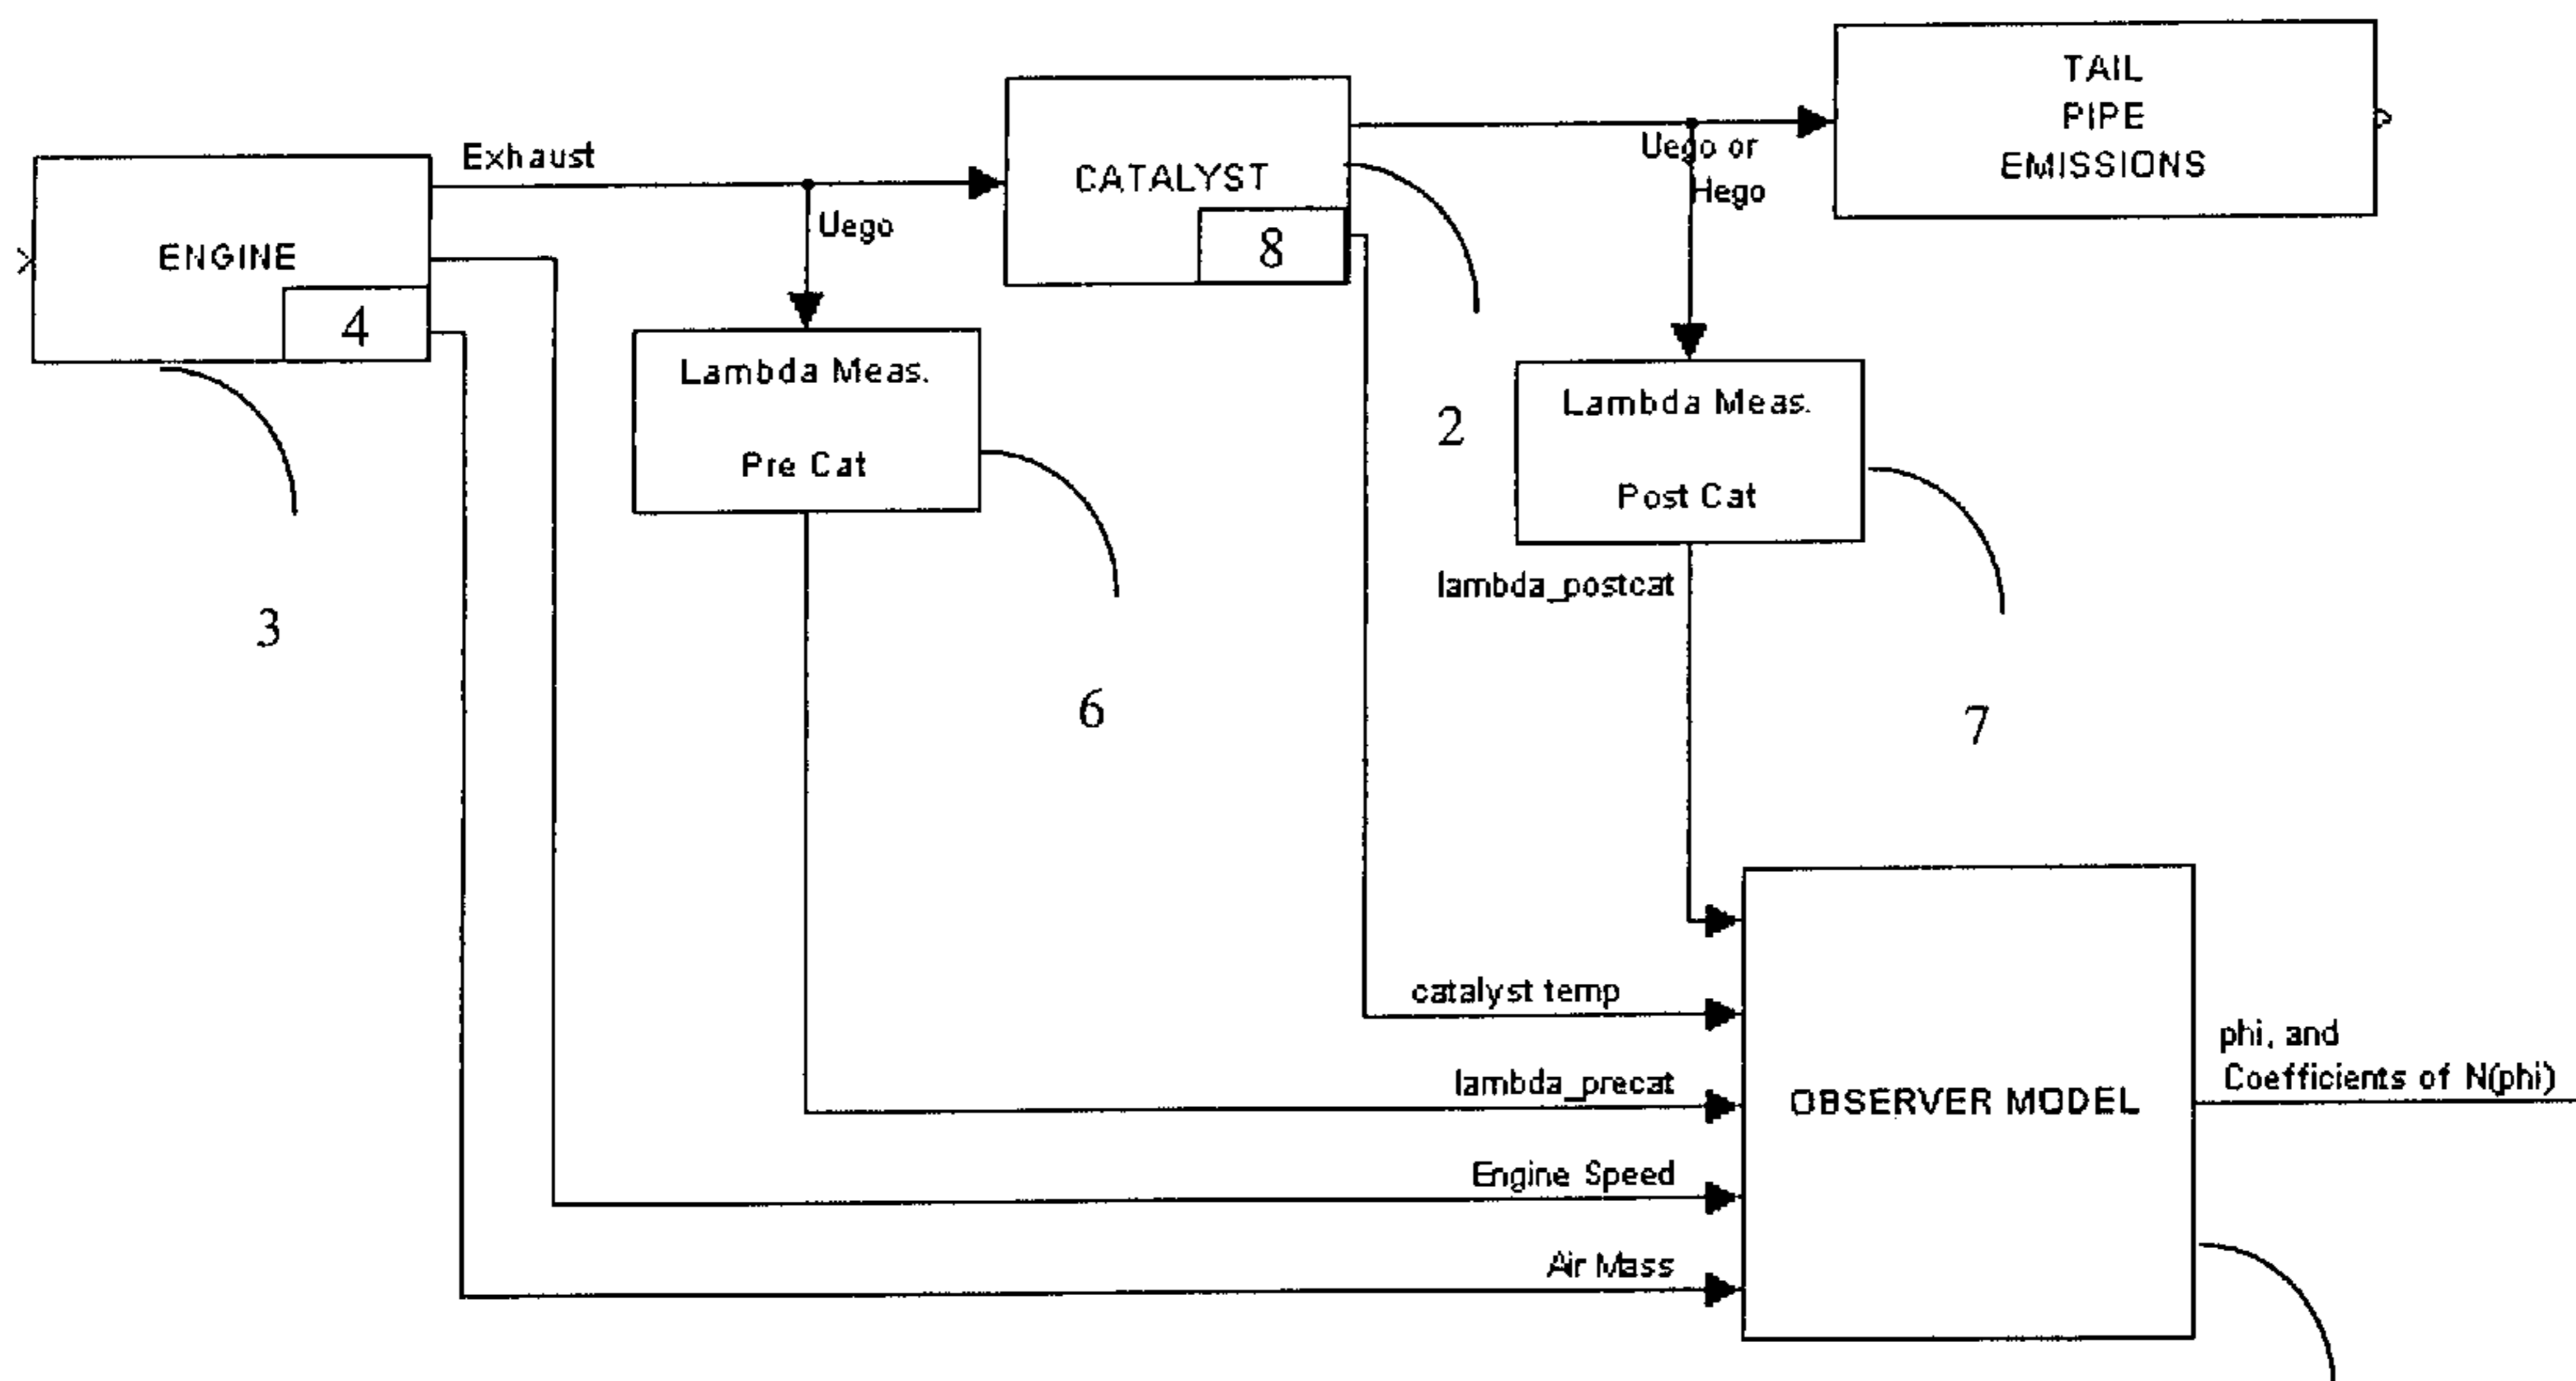 TAIL
PIPE
EMISSIONS
Exhaust
CATALYST
Uego or
Hego
Uego
8
ENGINE
4
Lambda Meas.
Pre Cat
2
Lambda Meas.
Post Cat
lambda_postcat
3
6
7
catalyst temp
phi, and
Coefficients of N(phi)
lambda_precat
OBSERVER MODEL
Engine Speed
Air Mass